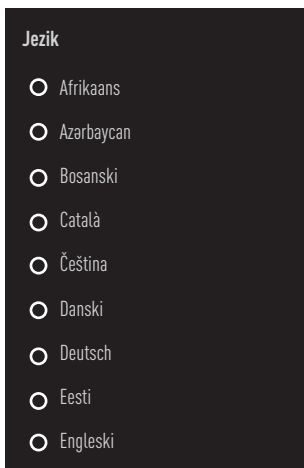 Jezik
Afrikaans
Azərbaycan
Bosanski
Català
Čeština
Danski
Deutsch
Eesti
Engleski